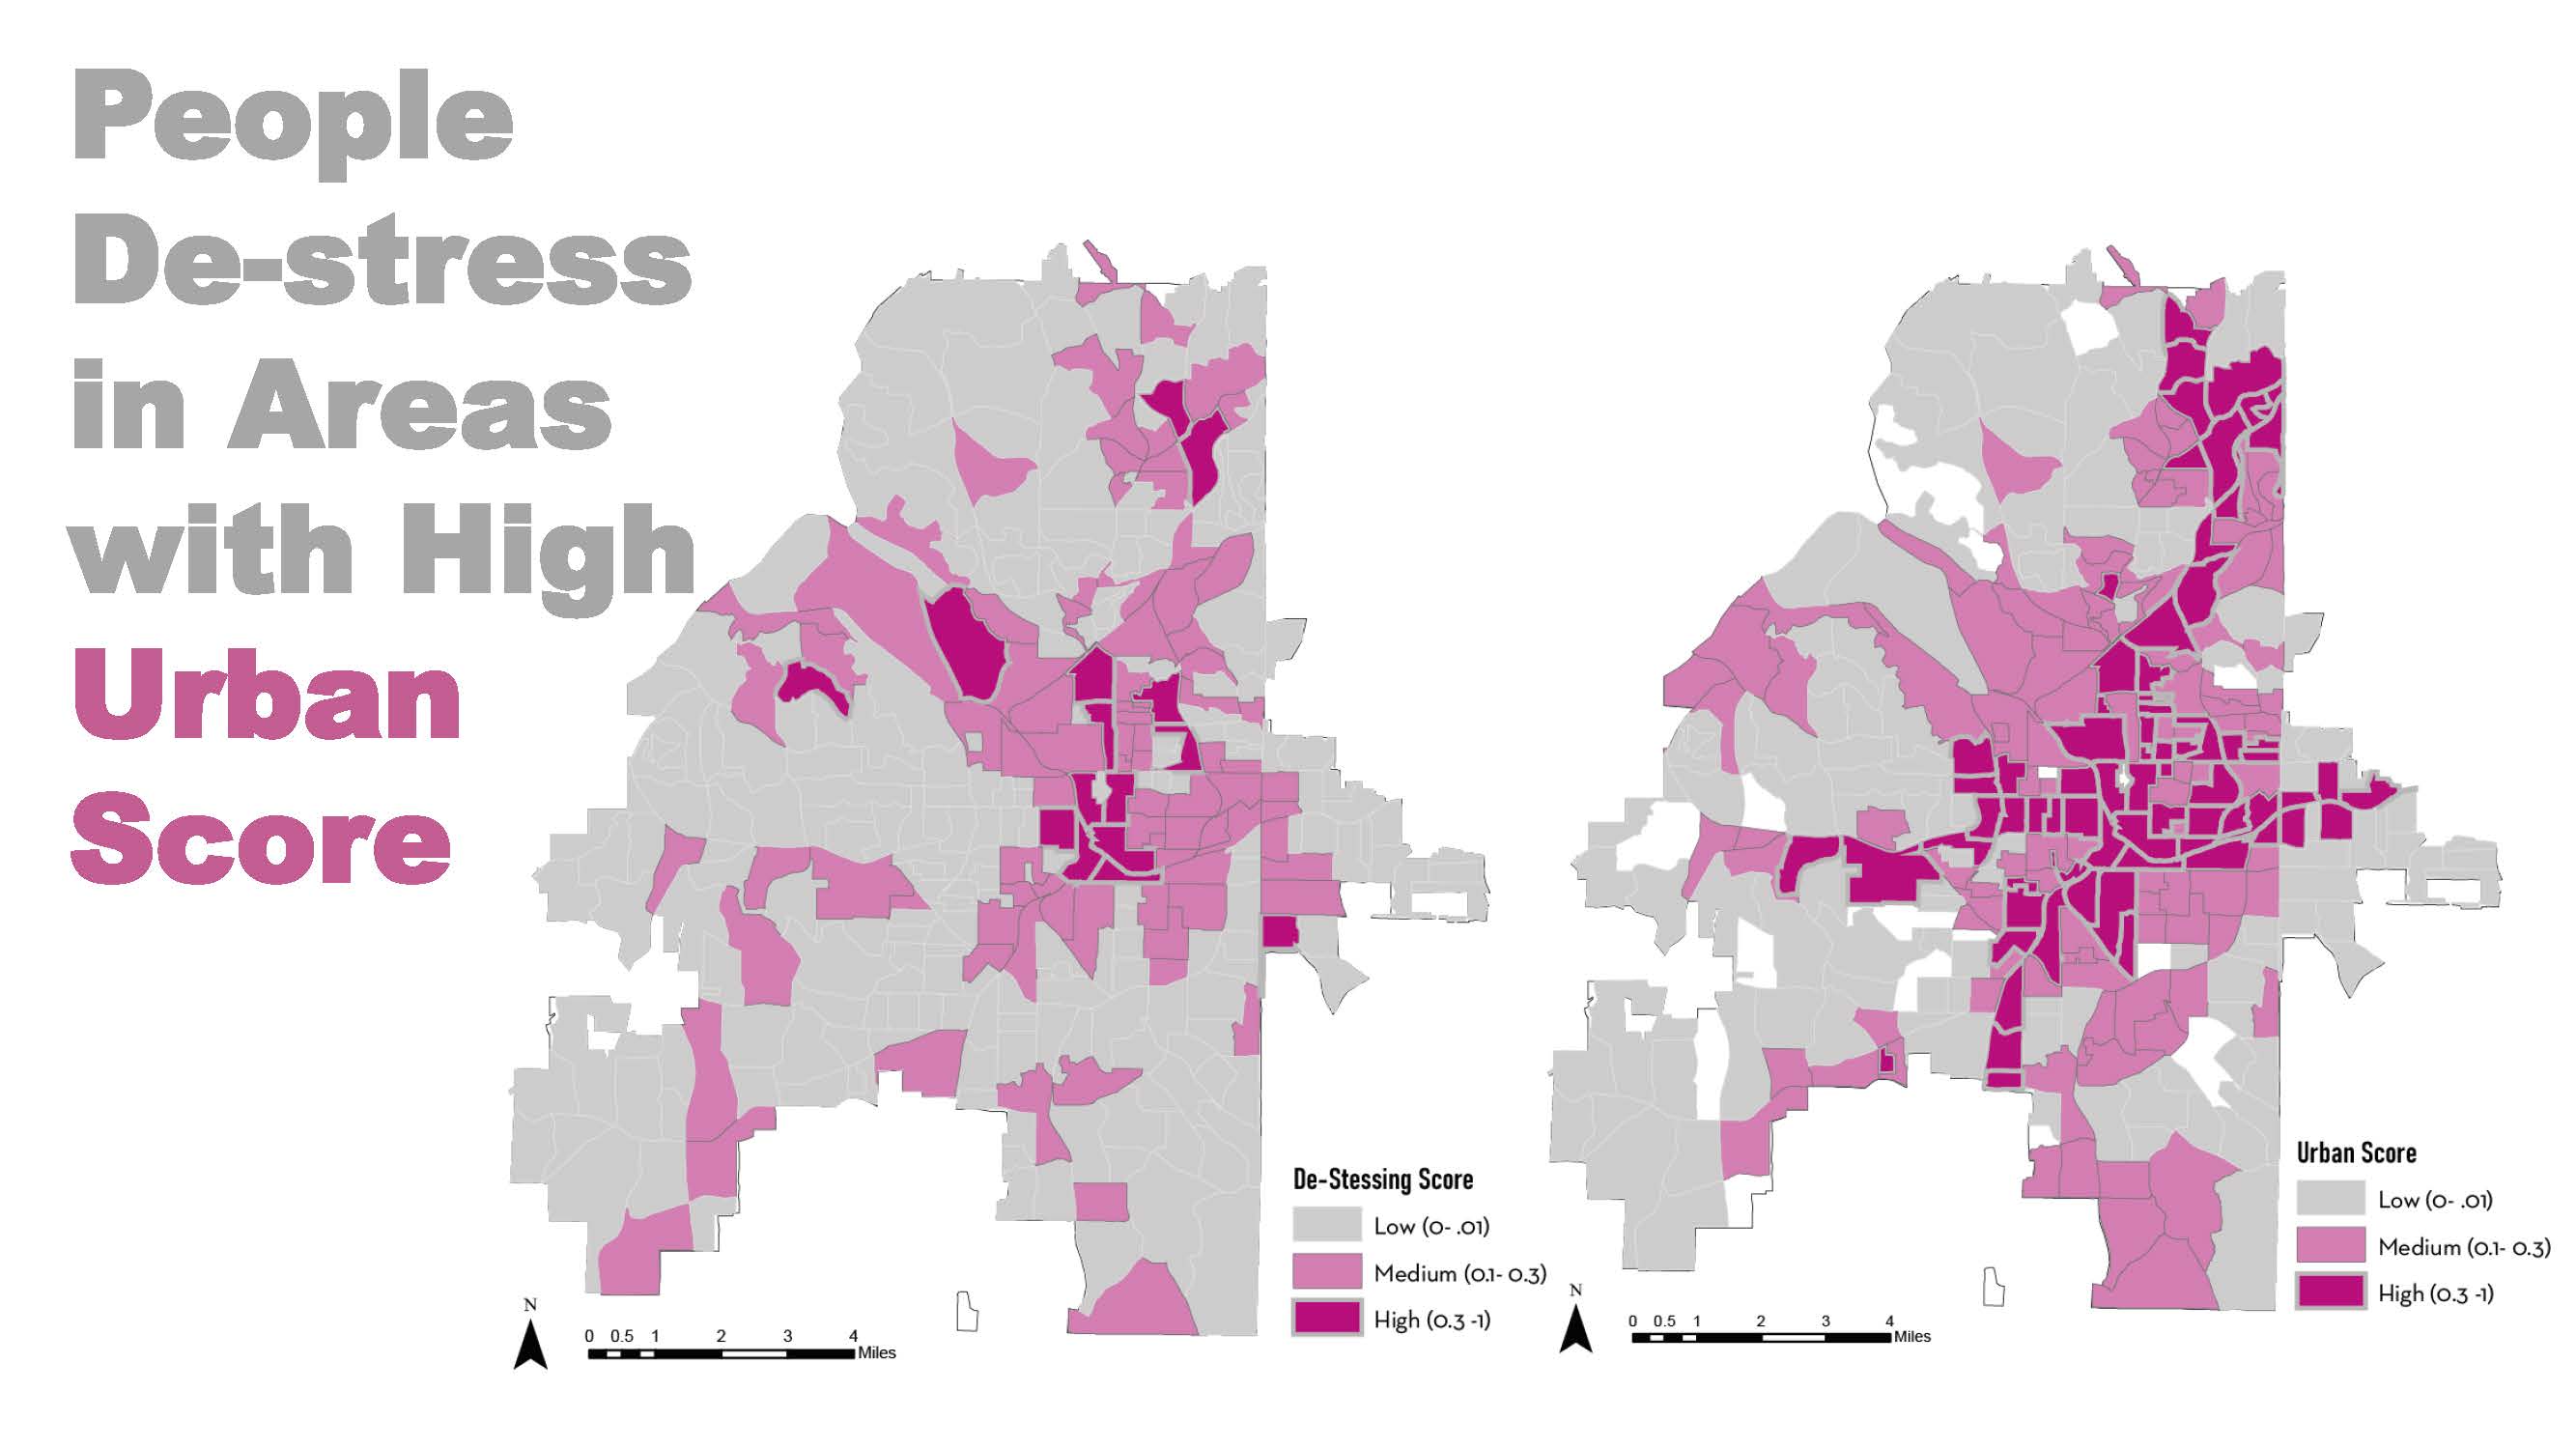 People
De-stress
in Areas
with High
Urban
Score
De-Stessing Score
Low (0- .01)
Medium (0.1- 0.3)
High (0.3 -1)
N
0 0.5 1 2 3 4
Miles
Urban Score
Low (0- .01)
Medium (0.1- 0.3)
High (0.3 -1)
N
0 0.5 1 2 3 4
Miles